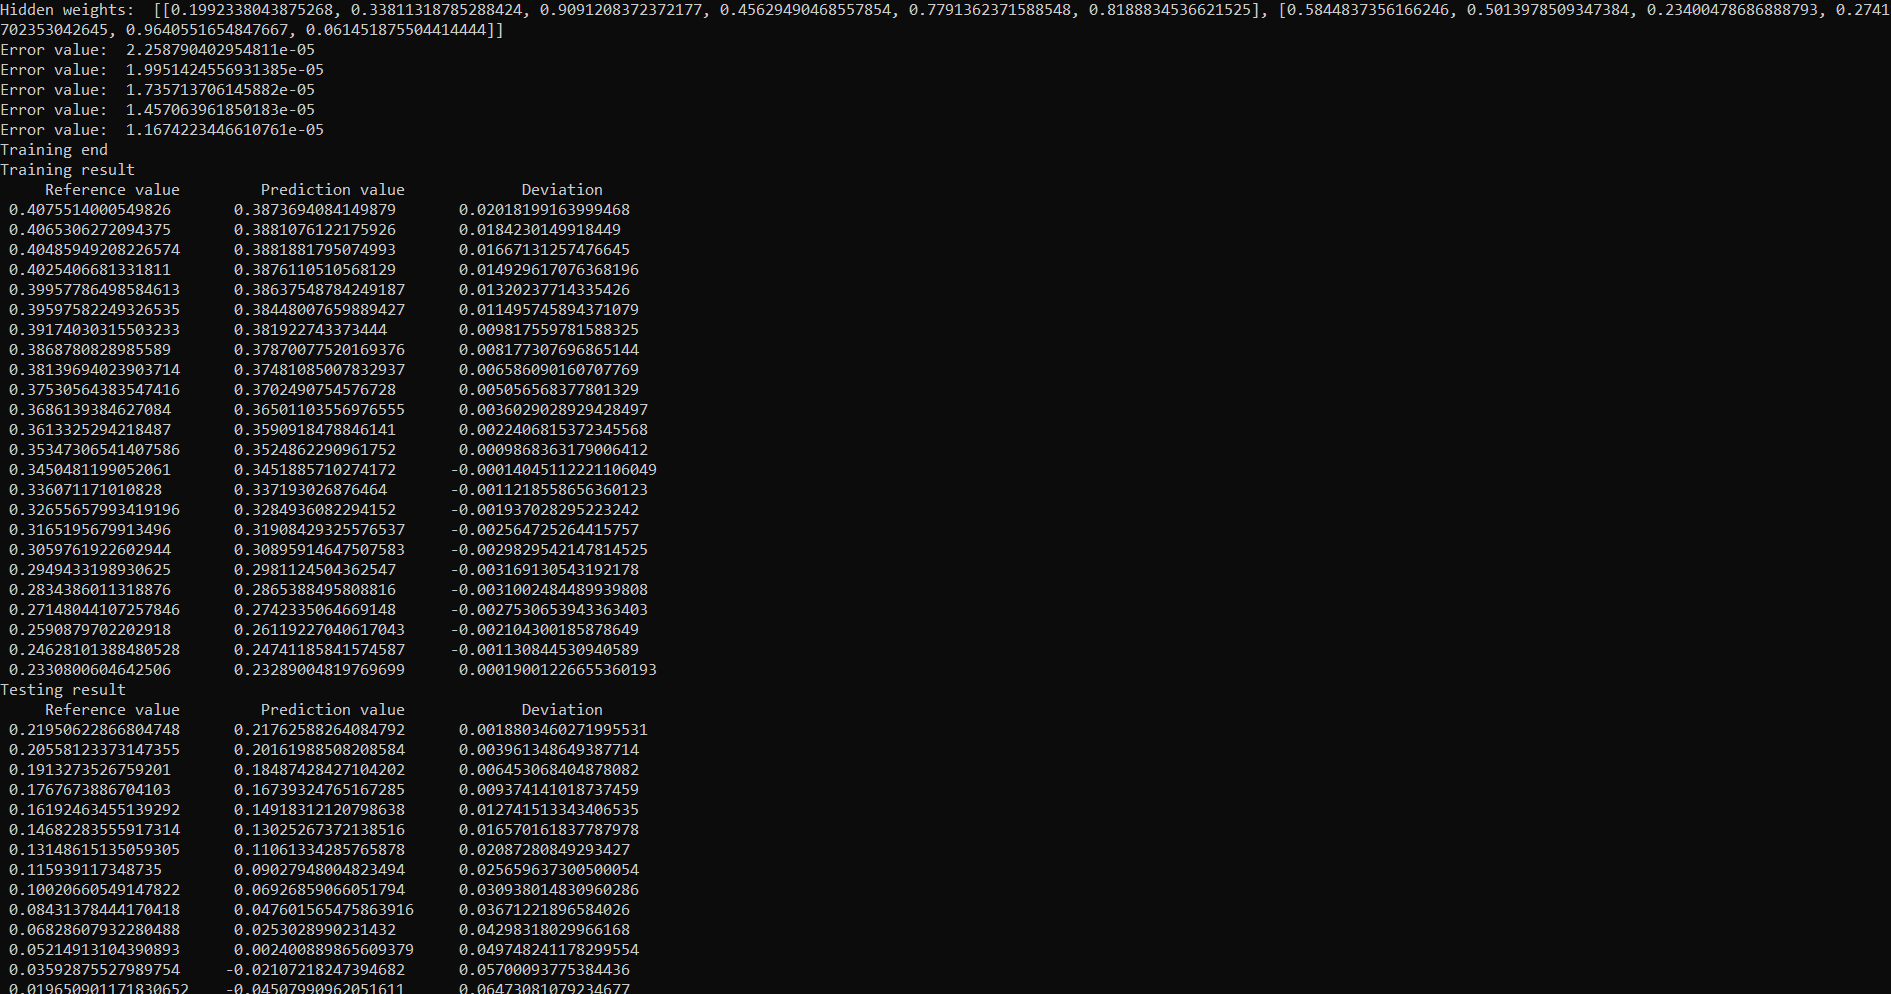 Hidden weights:  [[0.1992338043875268, 0.33811318785288424, 0.9091208372372177, 0.45629490468557854, 0.7791362371588548, 0.8188834536621525], [0.5844837356166246, 0.5013978509347384, 0.23400478686888793, 0.2741
702353042645, 0.9640551654847667, 0.061451875504414444]]
Error value:  2.258790402954811e-05
Error value:  1.9951424556931385e-05
Error value:  1.735713706145882e-05
Error value:  1.457063961850183e-05
Error value:  1.1674223446610761e-05
Training end
Training result
Reference value Prediction value Deviation
0.4075514000549826 0.3873694084149879 0.02018199163999468
0.4065306272094375 0.3881076122175926 0.0184230149918449
0.40485949208226574 0.3881881795074993 0.01667131257476645
0.4025406681331811 0.3876110510568129 0.014929617076368196
0.39957786498584613 0.38637548784249187 0.01320237714335426
0.39597582249326535 0.38448007659889427 0.011495745894371079
0.39174030315503233 0.381922743373444 0.009817559781588325
0.3868780828985589 0.37870077520169376 0.008177307696865144
0.38139694023903714 0.37481085007832937 0.006586090160707769
0.37530564383547416 0.3702490754576728 0.005056568377801329
0.3686139384627084 0.36501103556976555 0.0036029028929428497
0.3613325294218487 0.3590918478846141 0.0022406815372345568
0.35347306541407586 0.3524862290961752 0.0009868363179006412
0.3450481199052061 0.3451885710274172 -0.00014045112221106049
0.336071171010828 0.337193026876464 -0.0011218558656360123
0.32655657993419196 0.3284936082294152 -0.001937028295223242
0.3165195679913496 0.31908429325576537 -0.002564725264415757
0.3059761922602944 0.30895914647507583 -0.0029829542147814525
0.2949433198930625 0.2981124504362547 -0.003169130543192178
0.2834386011318876 0.2865388495808816 -0.0031002484489939808
0.27148044107257846 0.2742335064669148 -0.0027530653943363403
0.2590879702202918 0.26119227040617043 -0.002104300185878649
0.24628101388480528 0.24741185841574587 -0.001130844530940589
0.2330800604642506 0.23289004819769699 0.00019001226655360193
Testing result
Reference value Prediction value Deviation
0.21950622866804748 0.21762588264084792 0.0018803460271995531
0.20558123373147355 0.20161988508208584 0.003961348649387714
0.1913273526759201 0.18487428427104202 0.006453068404878082
0.1767673886704103 0.16739324765167285 0.009374141018737459
0.16192463455139292 0.14918312120798638 0.012741513343406535
0.14682283555917314 0.13025267372138516 0.016570161837787978
0.13148615135059305 0.11061334285765878 0.02087280849293427
0.115939117348735 0.09027948004823494 0.025659637300500054
0.10020660549147822 0.06926859066051794 0.030938014830960286
0.08431378444170418 0.047601565475863916 0.03671221896584026
0.06828607932280488 0.0253028990231432 0.04298318029966168
0.05214913104390893 0.002400889865609379 0.049748241178299554
0.03592875527989754 -0.02107218247394682 0.05700093775384436
0.019650901171830652 -0.04507990962051611 0.06473081079234677